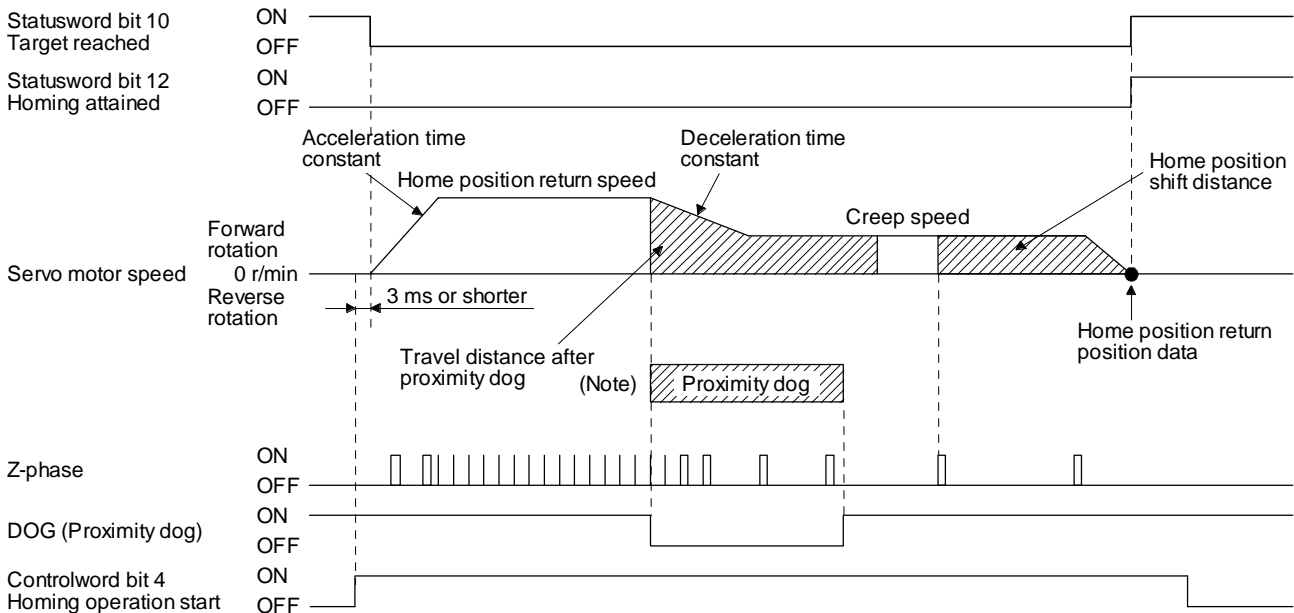 Statusword bit 10
Target reached
ON
OFF
Statusword bit 12
Homing attained
ON
OFF
Acceleration time
constant
Deceleration time
constant
Home position return speed
Home position
shift distance
Creep speed
Forward
rotation
Servo motor speed
0 r/min
Reverse
rotation
3 ms or shorter
Travel distance after
proximity dog
(Note)
Proximity dog
Home position return
position data
Z-phase
ON
OFF
DOG (Proximity dog)
ON
OFF
Controlword bit 4
Homing operation start
ON
OFF